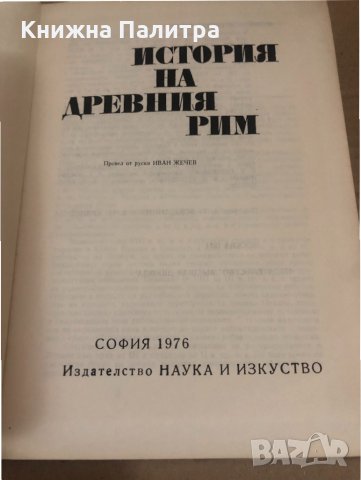 Книжна Палитра
ИСТОРИЯ
НА
ДРЕВНИЯ
РИМ
Превел от руски ИВАН ЖЕЧЕВ
СОФИЯ 1976
Издателство НАУКА И ИЗКУСТВО
BAZAR